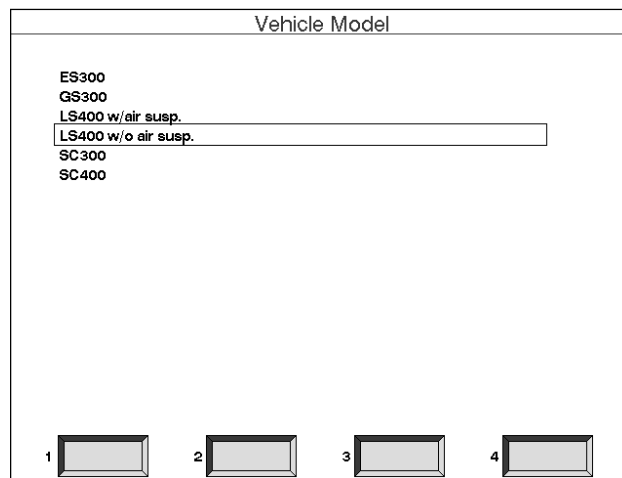 Vehicle Model
ES300
GS300
LS400 w/air susp.
LS400 w/o air susp.
SC300
SC400
1 2 3 4